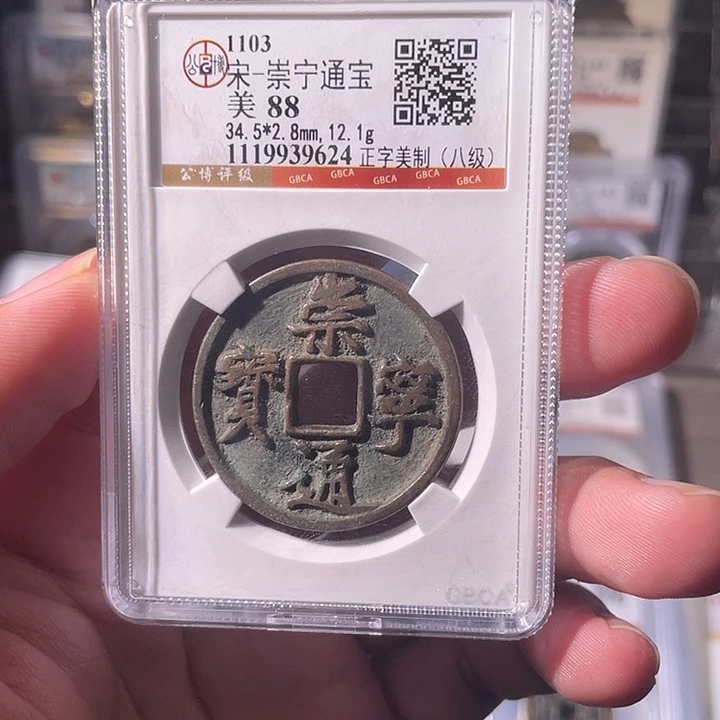 1103
宋-崇宁通宝
美 88
34.5*2.8mm, 12.1g
1119939624 正字美制（八级）
公博评级 GBCA GBCA GBCA GBCA GBCA
崇
寧
通
寳
GBCA